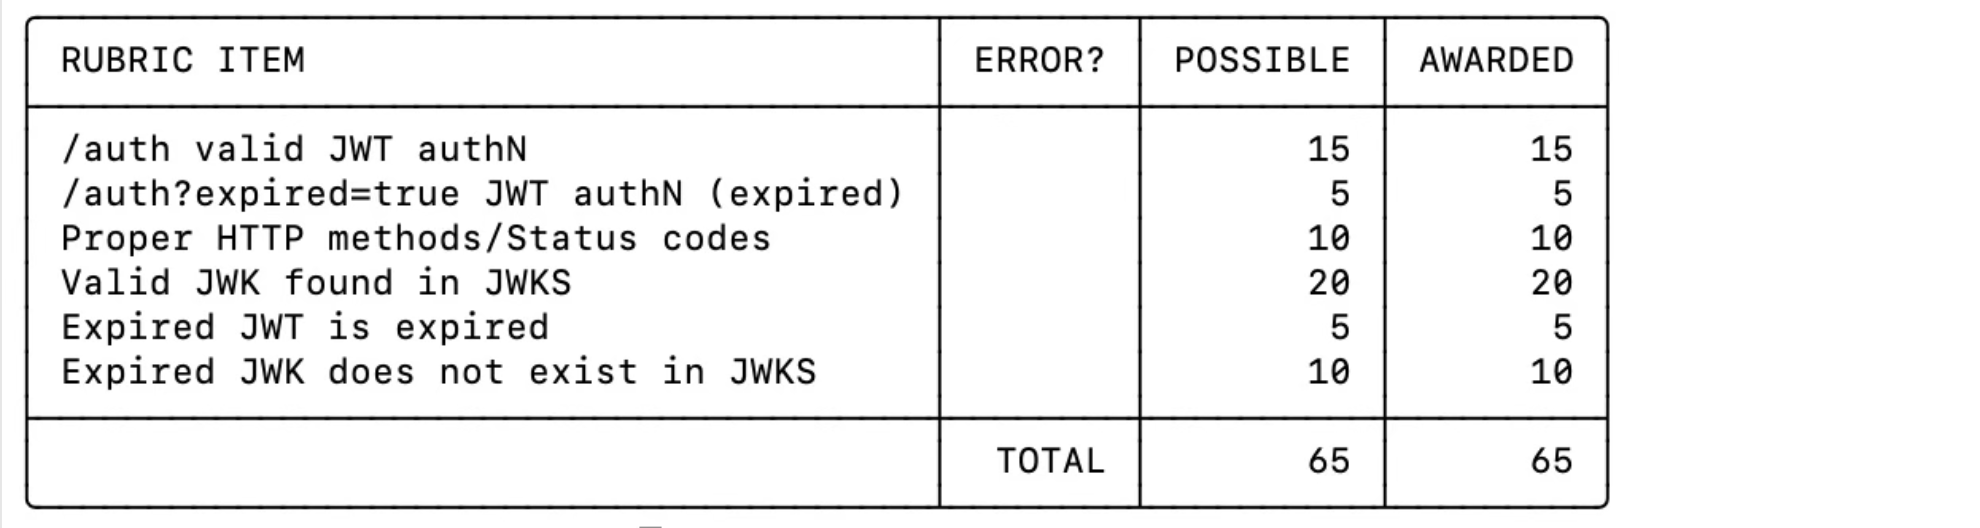 RUBRIC ITEM ERROR? POSSIBLE AWARDED
/auth valid JWT authN 15 15
/auth?expired=true JWT authN (expired) 5 5
Proper HTTP methods/Status codes 10 10
Valid JWK found in JWKS 20 20
Expired JWT is expired 5 5
Expired JWK does not exist in JWKS 10 10
TOTAL 65 65